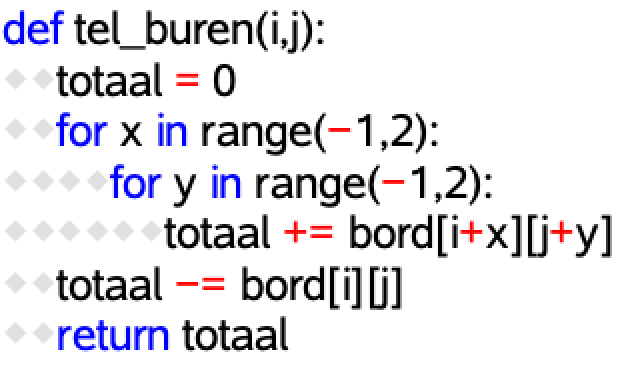 def tel_buren(i,j):
◆◆totaal = 0
◆◆for x in range(−1,2):
◆◆◆◆for y in range(−1,2):
◆◆◆◆◆◆totaal += bord[i+x][j+y]
◆◆totaal −= bord[i][j]
◆◆return totaal